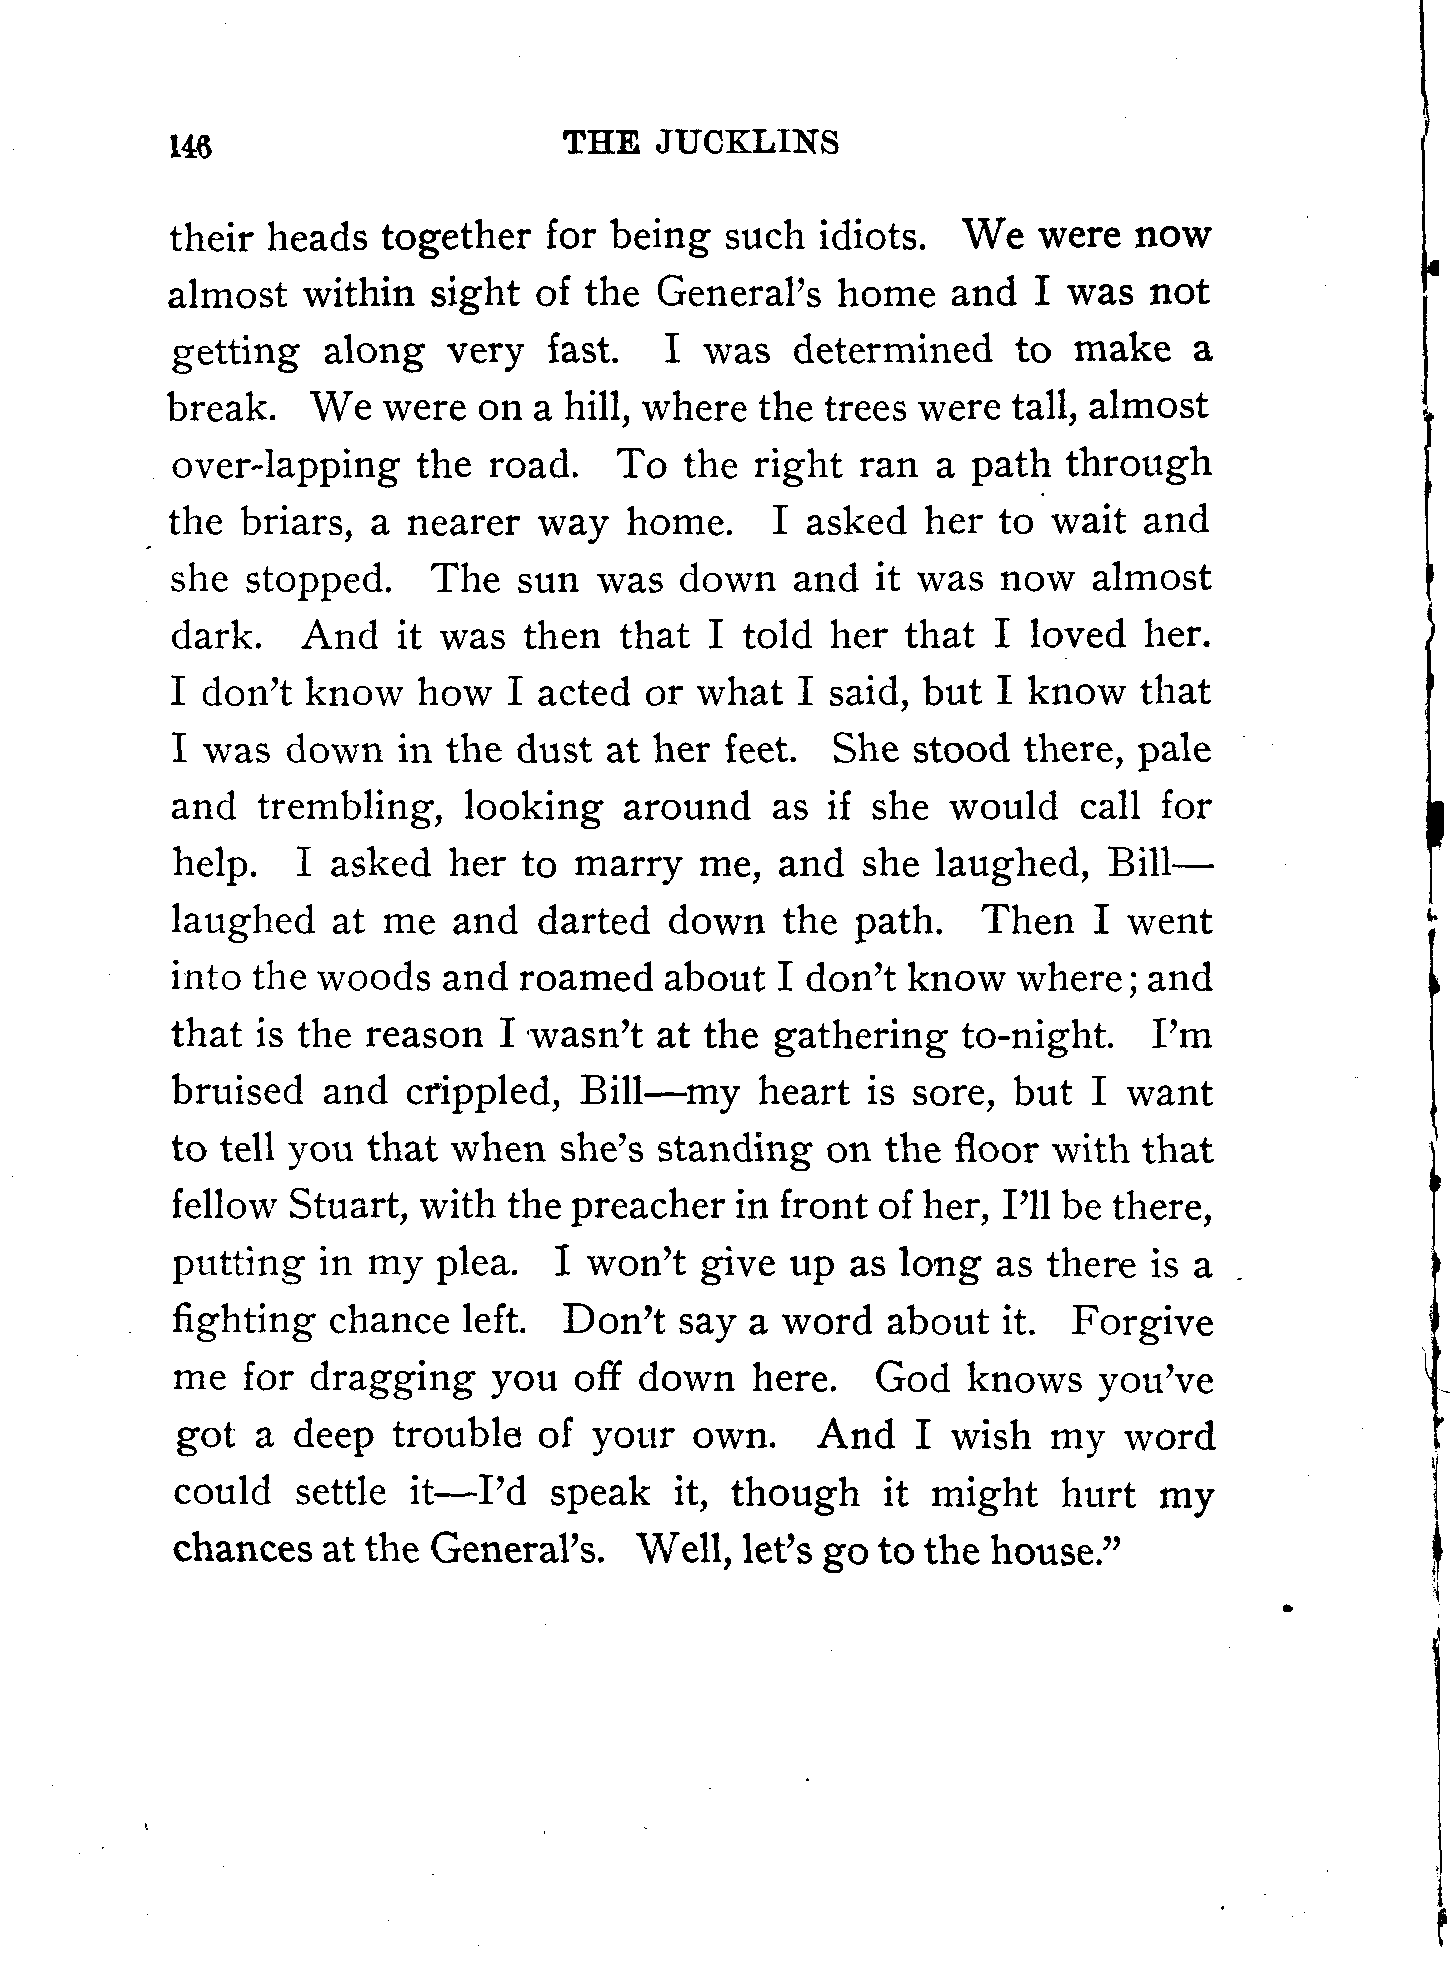 146 THE JUCKLINS
their heads together for being such idiots. We were now
almost within sight of the General's home and I was not
getting along very fast. I was determined to make a
break. We were on a hill, where the trees were tall, almost
over-lapping the road. To the right ran a path through
the briars, a nearer way home. I asked her to wait and
she stopped. The sun was down and it was now almost
dark. And it was then that I told her that I loved her.
I don't know how I acted or what I said, but I know that
I was down in the dust at her feet. She stood there, pale
and trembling, looking around as if she would call for
help. I asked her to marry me, and she laughed, Bill—
laughed at me and darted down the path. Then I went
into the woods and roamed about I don't know where; and
that is the reason I wasn't at the gathering to-night. I'm
bruised and crippled, Bill—my heart is sore, but I want
to tell you that when she's standing on the floor with that
fellow Stuart, with the preacher in front of her, I'll be there,
putting in my plea. I won't give up as long as there is a
fighting chance left. Don't say a word about it. Forgive
me for dragging you off down here. God knows you've
got a deep trouble of your own. And I wish my word
could settle it—I'd speak it, though it might hurt my
chances at the General's. Well, let's go to the house."